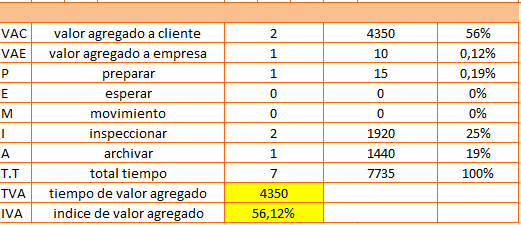 VAC valor agregado a cliente 2 4350 56%
VAE valor agregado a empresa 1 10 0,12%
P preparar 1 15 0,19%
E esperar 0 0 0%
M movimiento 0 0 0%
I inspeccionar 2 1920 25%
A archivar 1 1440 19%
T.T total tiempo 7 7735 100%
TVA tiempo de valor agregado 4350
IVA indice de valor agregado 56,12%